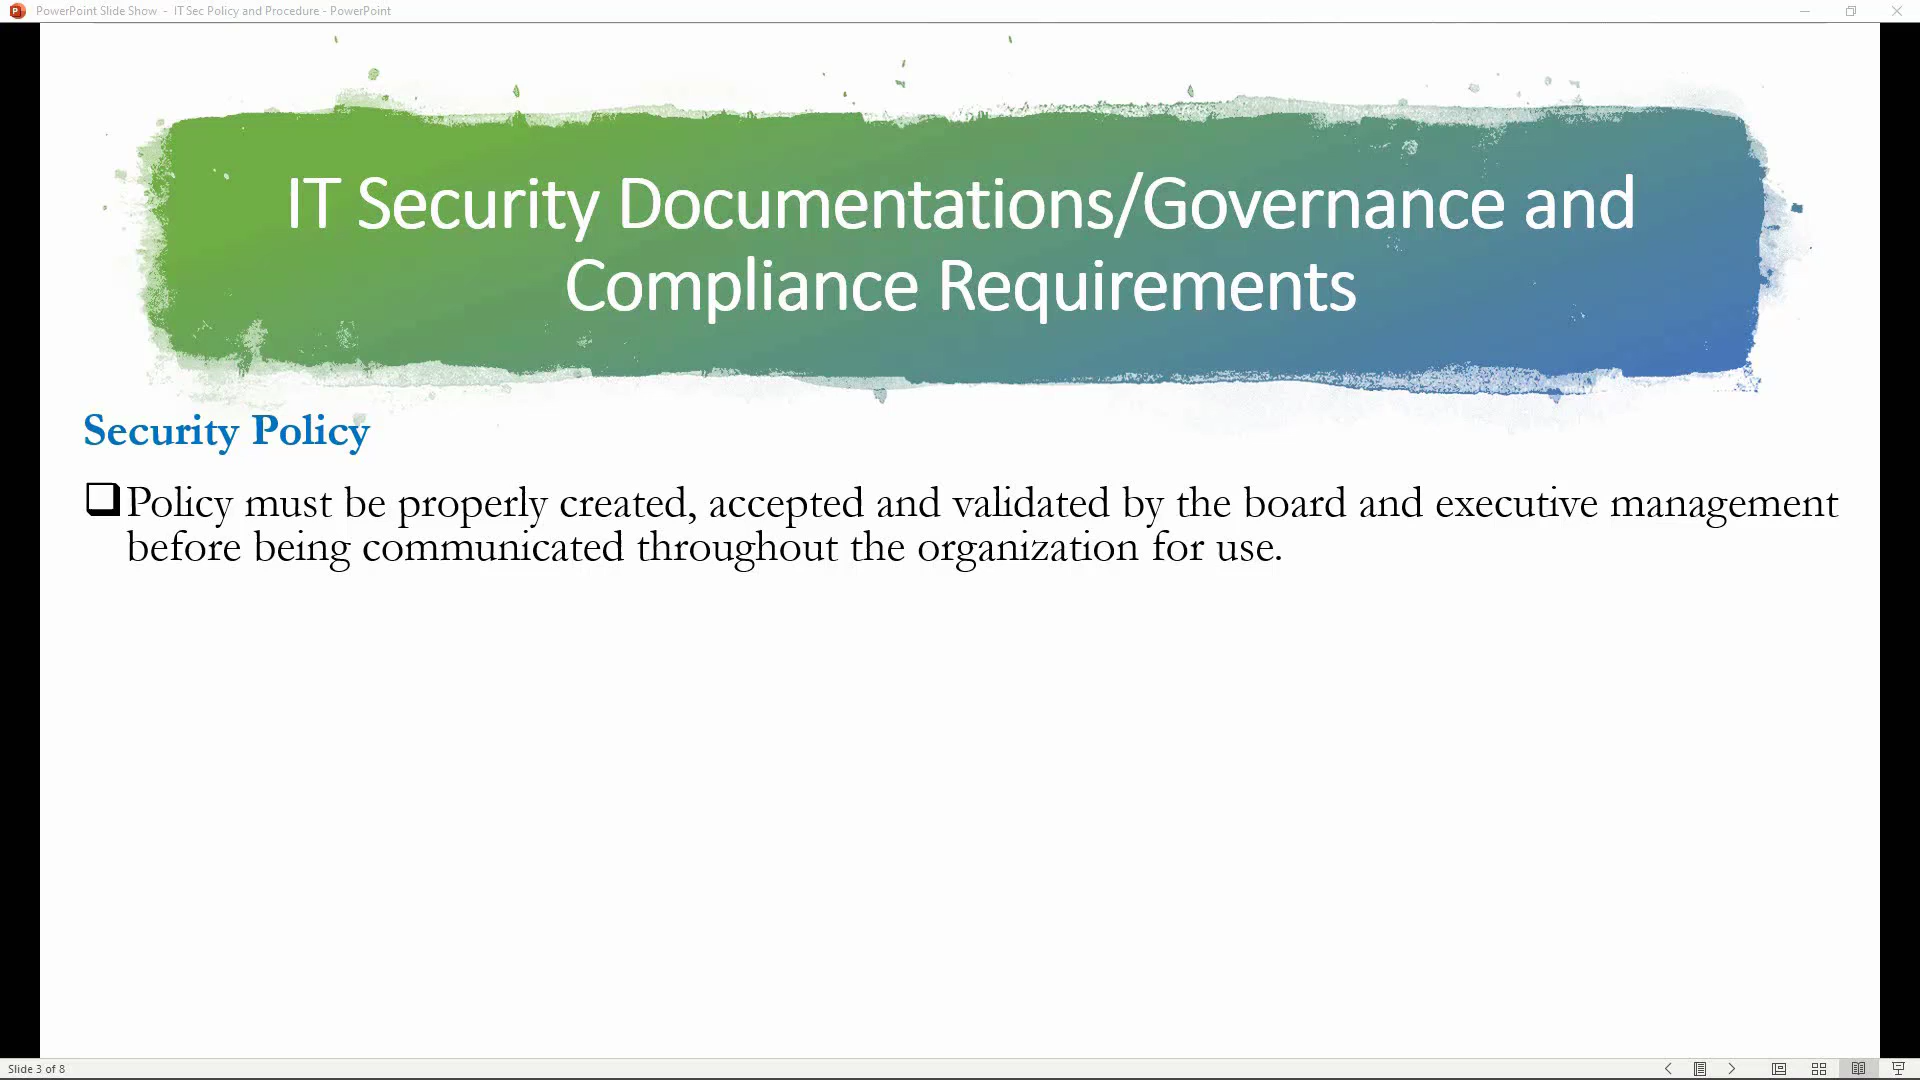 PowerPoint Slide Show - IT Sec Policy and Procedure - PowerPoint
IT Security Documentations/Governance and
Compliance Requirements
Security Policy
Policy must be properly created, accepted and validated by the board and executive management
before being communicated throughout the organization for use.
Slide 3 of 8